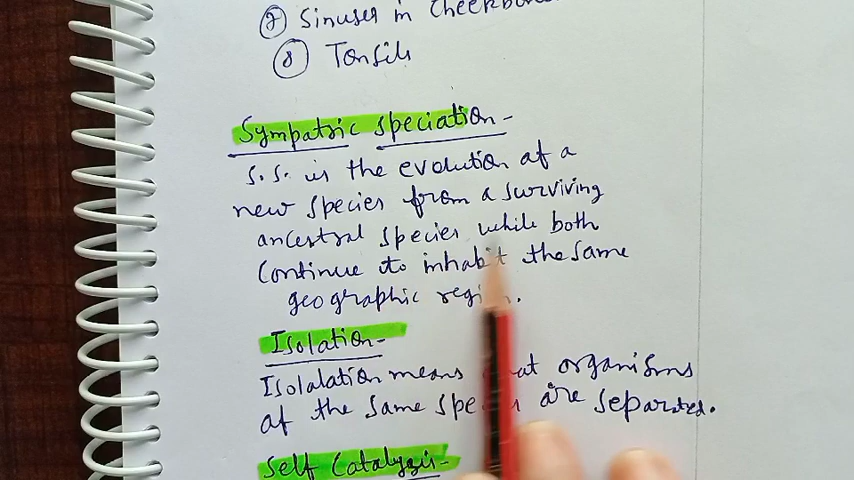 ⑦ Sinuses in Cheekbones
⑧ Tonsils
Sympatric speciation-
S.S. is the evolution of a
new species from a surviving
ancestral species while both
continue to inhabit the same
geographic region.
Isolation-
Isolalation means that organisms
of the same species are separated.
Self Catalysis-